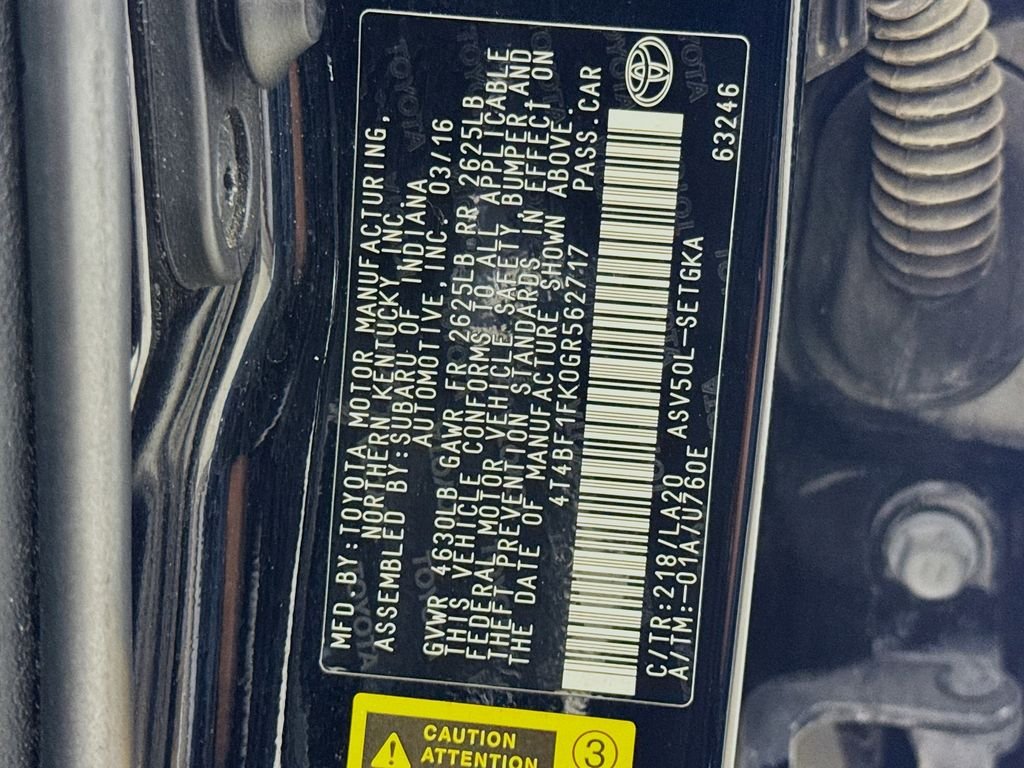 MFD.BY:TOYOTA MOTOR MANUFACTURING,
NORTHERN KENTUCKY, INC.
ASSEMBLED BY:SUBARU OF INDIANA
AUTOMOTIVE,INC. 03/16
GVWR 4630LB GAWR FR 2625LB RR 2625LB
THIS VEHICLE CONFORMS TO ALL APPLICABLE
FEDERAL MOTOR VEHICLE SAFETY,BUMPER AND
THEFT PREVENTION STANDARDS IN EFFECT ON
THE DATE OF MANUFACTURE SHOWN ABOVE.
4T4BF1FK0GR562717 PASS.CAR
C/TR:218/LA20 ASV50L-SETGKA
A/TM:-01A/U760E 63246
CAUTION
ATTENTION
3